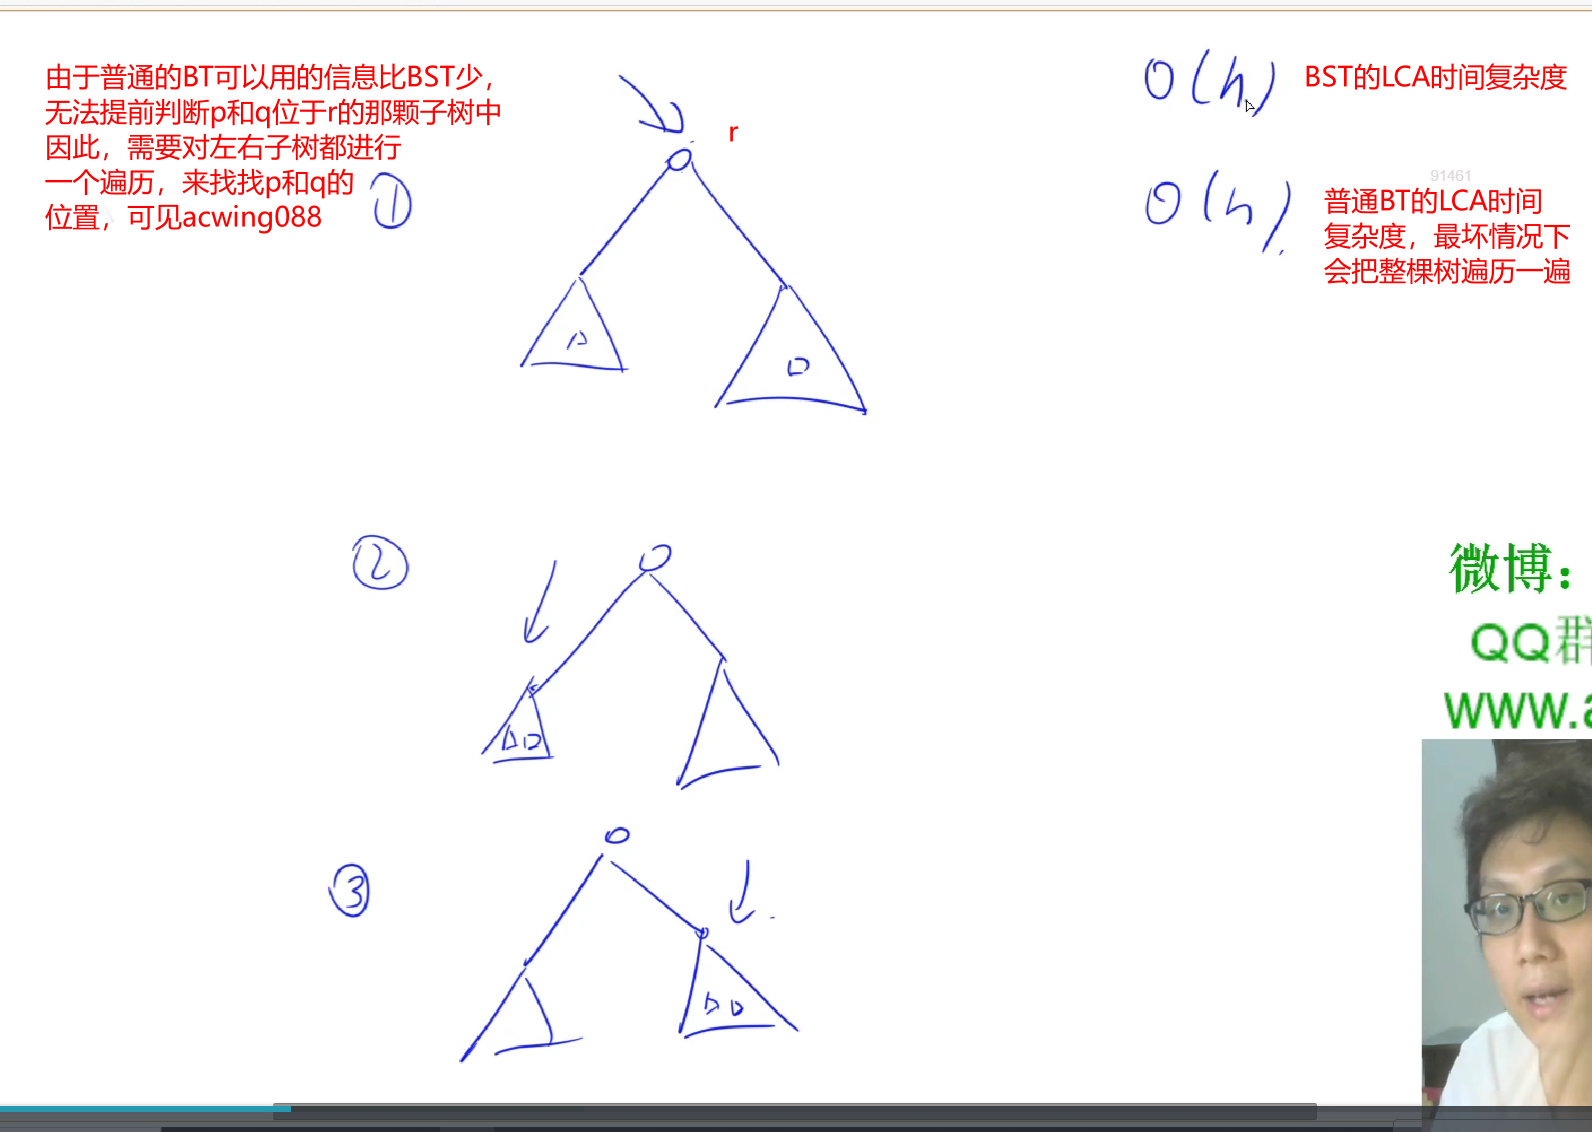 由于普通的BT可以用的信息比BST少，
无法提前判断p和q位于r的那颗子树中
因此，需要对左右子树都进行
一个遍历，来找找p和q的
位置，可见acwing088
①
r
O(h)
BST的LCA时间复杂度
91461
O(n)
普通BT的LCA时间
复杂度，最坏情况下
会把整棵树遍历一遍
②
微博：
QQ群
www.a
③